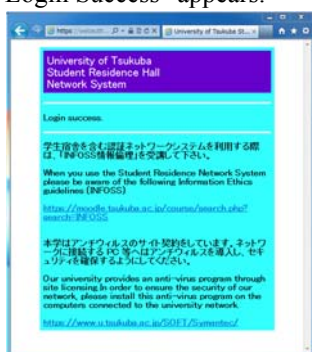 Login Success" appears.
University of Tsukuba St...
University of Tsukuba
Student Residence Hall
Network System
Login success.
学生宿舎を含む認証ネットワークシステムを利用する際
は、「INFOSS情報倫理」を受講して下さい。
When you use the Student Residence Network System
please be aware of the following Information Ethics
guidelines (INFOSS)
https://moodle.tsukuba.ac.jp/course/search.php?
search=INFOSS
本学はアンチウィルスのサイト契約をしています。ネットワ
ークに接続する PC 等へはアンチウィルスを導入し、セキ
ュリティを確保するようにしてください。
Our university provides an anti-virus program through
site licensing.In order to ensure the security of our
network, please install this anti-virus program on the
computers connected to the university network.
https://www.u.tsukuba.ac.jp/SOFT/Symantec/